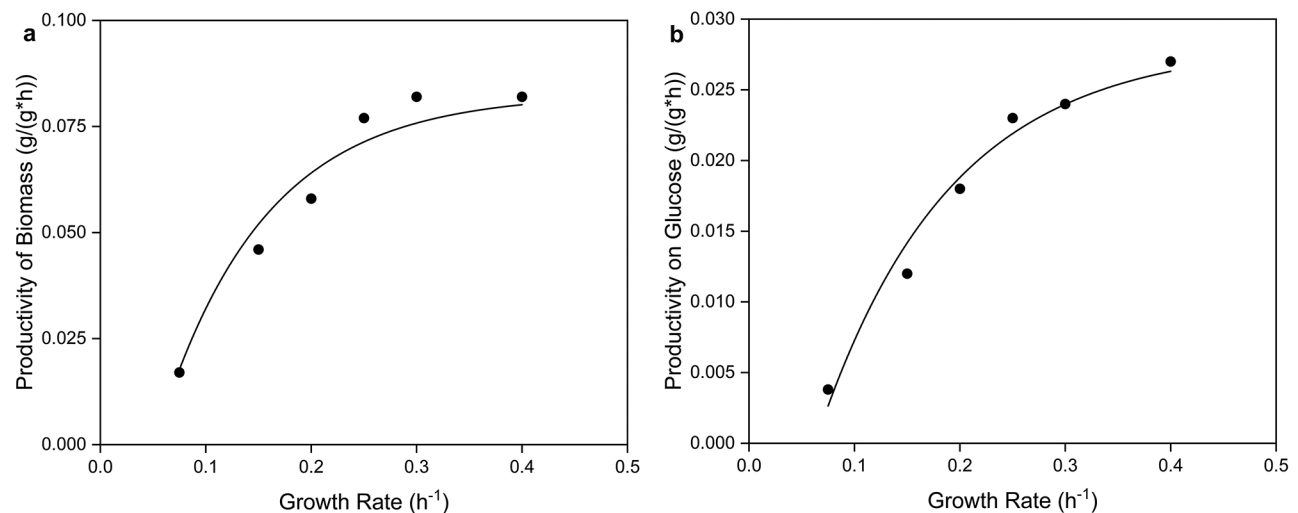 a
Productivity of Biomass (g/(g*h))
0.100
0.075
0.050
0.025
0.000
0.0 0.1 0.2 0.3 0.4 0.5
Growth Rate (h⁻¹)
b
Productivity on Glucose (g/(g*h))
0.030
0.025
0.020
0.015
0.010
0.005
0.000
0.0 0.1 0.2 0.3 0.4 0.5
Growth Rate (h⁻¹)